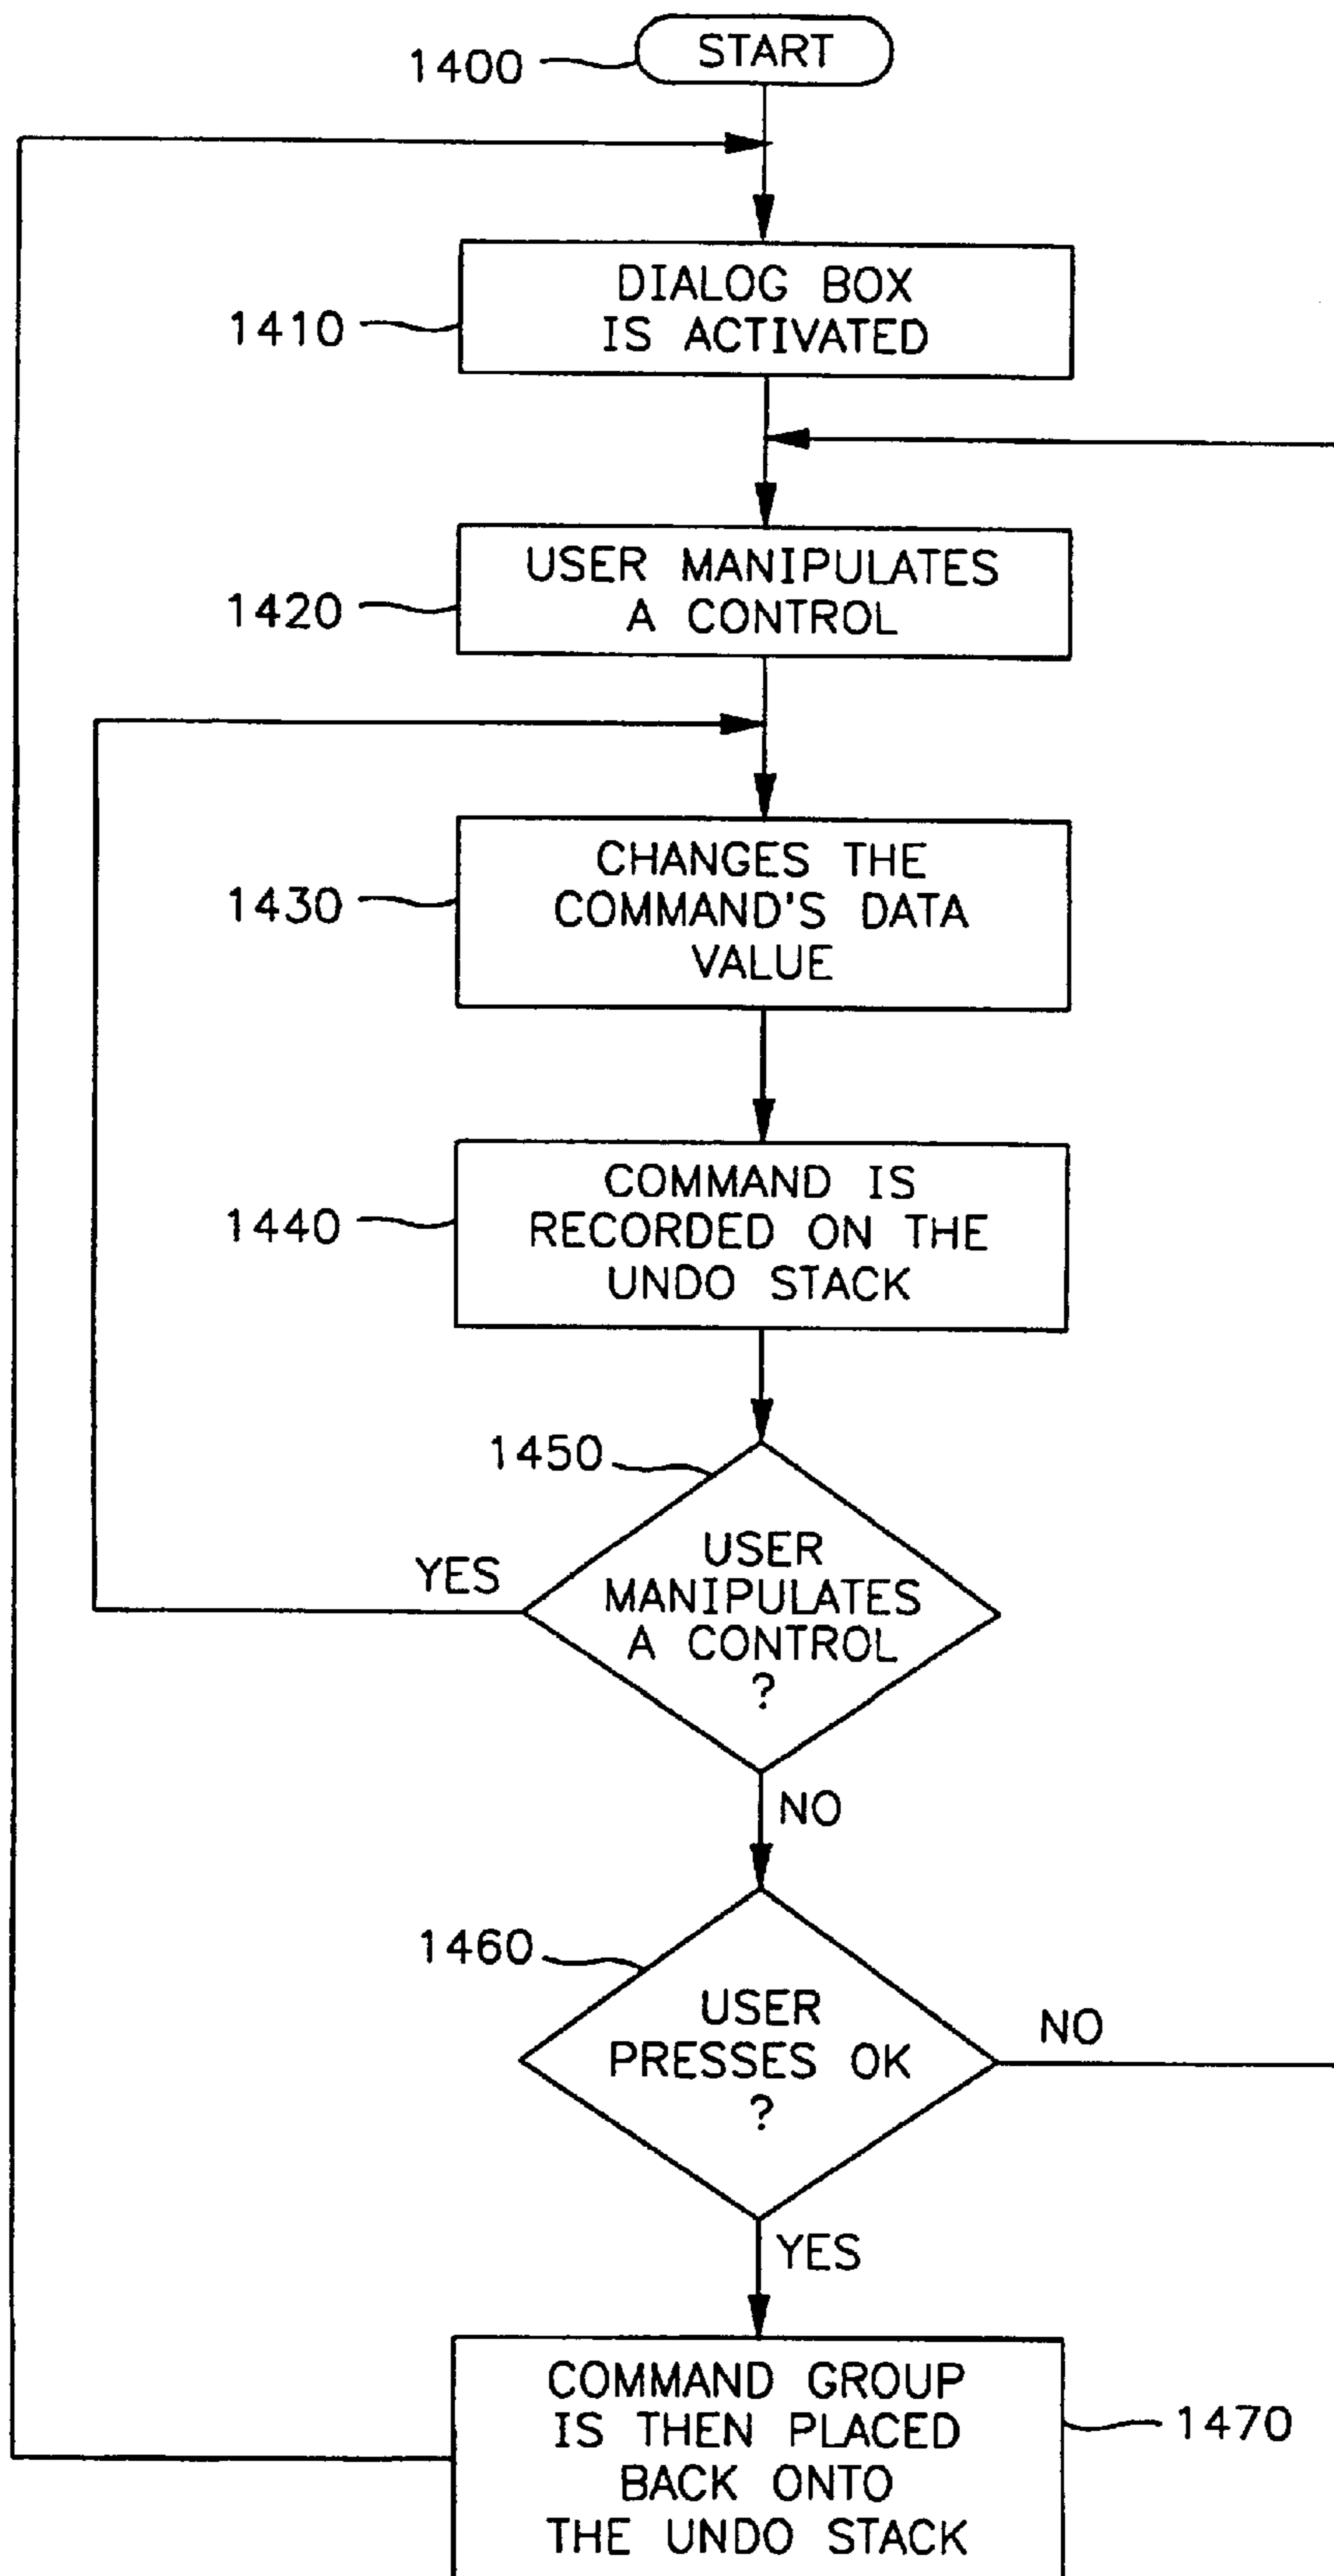 1400
START
1410
DIALOG BOX
IS ACTIVATED
1420
USER MANIPULATES
A CONTROL
1430
CHANGES THE
COMMAND'S DATA
VALUE
1440
COMMAND IS
RECORDED ON THE
UNDO STACK
1450
YES
USER
MANIPULATES
A CONTROL
?
NO
1460
USER
PRESSES OK
?
NO
YES
COMMAND GROUP
IS THEN PLACED
BACK ONTO
THE UNDO STACK
1470